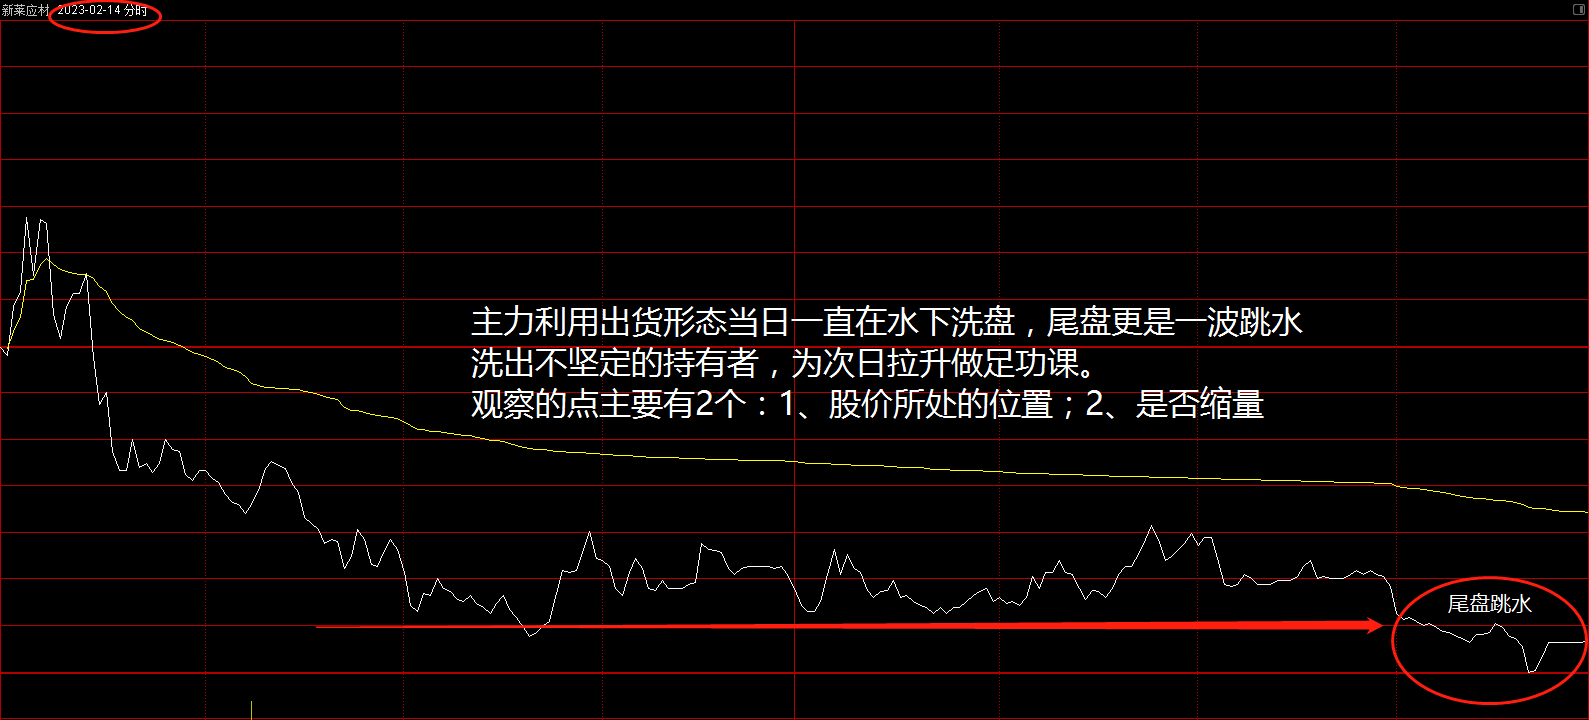 新莱应材 2023-02-14 分时
主力利用出货形态当日一直在水下洗盘，尾盘更是一波跳水
洗出不坚定的持有者，为次日拉升做足功课。
观察的点主要有2个：1、股价所处的位置；2、是否缩量
尾盘跳水